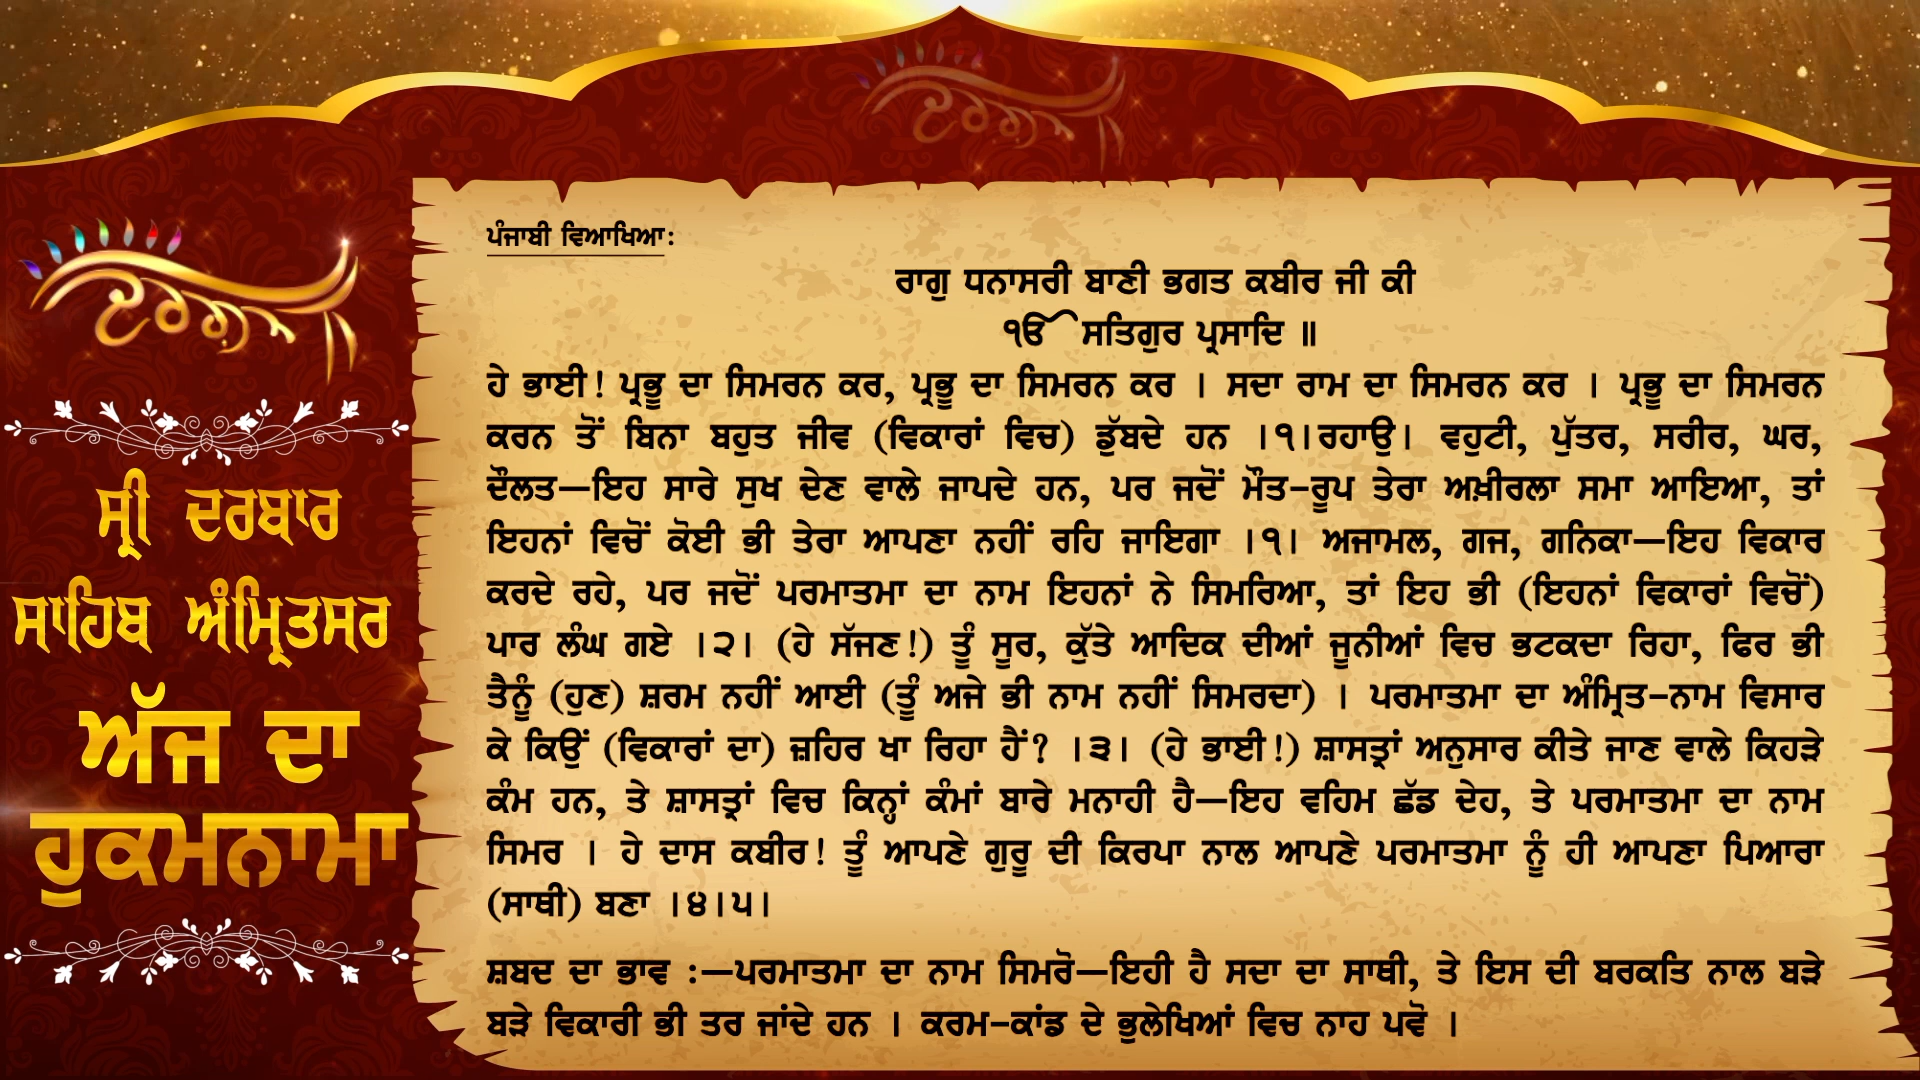 ਦਰਗਾਹ
ਦਰਗਾਹ
ਸ੍ਰੀ ਦਰਬਾਰ
ਸਾਹਿਬ ਅੰਮ੍ਰਿਤਸਰ
ਅੱਜ ਦਾ
ਹੁਕਮਨਾਮਾ
ਪੰਜਾਬੀ ਵਿਆਖਿਆ:
ਰਾਗੁ ਧਨਾਸਰੀ ਬਾਣੀ ਭਗਤ ਕਬੀਰ ਜੀ ਕੀ
ੴ ਸਤਿਗੁਰ ਪ੍ਰਸਾਦਿ ॥
ਹੇ ਭਾਈ! ਪ੍ਰਭੂ ਦਾ ਸਿਮਰਨ ਕਰ, ਪ੍ਰਭੂ ਦਾ ਸਿਮਰਨ ਕਰ । ਸਦਾ ਰਾਮ ਦਾ ਸਿਮਰਨ ਕਰ । ਪ੍ਰਭੂ ਦਾ ਸਿਮਰਨ
ਕਰਨ ਤੋਂ ਬਿਨਾ ਬਹੁਤ ਜੀਵ (ਵਿਕਾਰਾਂ ਵਿਚ) ਡੁੱਬਦੇ ਹਨ ।੧।ਰਹਾਉ। ਵਹੁਟੀ, ਪੁੱਤਰ, ਸਰੀਰ, ਘਰ,
ਦੌਲਤ—ਇਹ ਸਾਰੇ ਸੁਖ ਦੇਣ ਵਾਲੇ ਜਾਪਦੇ ਹਨ, ਪਰ ਜਦੋਂ ਮੌਤ-ਰੂਪ ਤੇਰਾ ਅਖ਼ੀਰਲਾ ਸਮਾ ਆਇਆ, ਤਾਂ
ਇਹਨਾਂ ਵਿਚੋਂ ਕੋਈ ਭੀ ਤੇਰਾ ਆਪਣਾ ਨਹੀਂ ਰਹਿ ਜਾਇਗਾ ।੧। ਅਜਾਮਲ, ਗਜ, ਗਨਿਕਾ—ਇਹ ਵਿਕਾਰ
ਕਰਦੇ ਰਹੇ, ਪਰ ਜਦੋਂ ਪਰਮਾਤਮਾ ਦਾ ਨਾਮ ਇਹਨਾਂ ਨੇ ਸਿਮਰਿਆ, ਤਾਂ ਇਹ ਭੀ (ਇਹਨਾਂ ਵਿਕਾਰਾਂ ਵਿਚੋਂ)
ਪਾਰ ਲੰਘ ਗਏ ।੨। (ਹੇ ਸੱਜਣ!) ਤੂੰ ਸੂਰ, ਕੁੱਤੇ ਆਦਿਕ ਦੀਆਂ ਜੂਨੀਆਂ ਵਿਚ ਭਟਕਦਾ ਰਿਹਾ, ਫਿਰ ਭੀ
ਤੈਨੂੰ (ਹੁਣ) ਸ਼ਰਮ ਨਹੀਂ ਆਈ (ਤੂੰ ਅਜੇ ਭੀ ਨਾਮ ਨਹੀਂ ਸਿਮਰਦਾ) । ਪਰਮਾਤਮਾ ਦਾ ਅੰਮ੍ਰਿਤ-ਨਾਮ ਵਿਸਾਰ
ਕੇ ਕਿਉਂ (ਵਿਕਾਰਾਂ ਦਾ) ਜ਼ਹਿਰ ਖਾ ਰਿਹਾ ਹੈਂ? ।੩। (ਹੇ ਭਾਈ!) ਸ਼ਾਸਤ੍ਰਾਂ ਅਨੁਸਾਰ ਕੀਤੇ ਜਾਣ ਵਾਲੇ ਕਿਹੜੇ
ਕੰਮ ਹਨ, ਤੇ ਸ਼ਾਸਤ੍ਰਾਂ ਵਿਚ ਕਿਨ੍ਹਾਂ ਕੰਮਾਂ ਬਾਰੇ ਮਨਾਹੀ ਹੈ—ਇਹ ਵਹਿਮ ਛੱਡ ਦੇਹ, ਤੇ ਪਰਮਾਤਮਾ ਦਾ ਨਾਮ
ਸਿਮਰ । ਹੇ ਦਾਸ ਕਬੀਰ! ਤੂੰ ਆਪਣੇ ਗੁਰੂ ਦੀ ਕਿਰਪਾ ਨਾਲ ਆਪਣੇ ਪਰਮਾਤਮਾ ਨੂੰ ਹੀ ਆਪਣਾ ਪਿਆਰਾ
(ਸਾਥੀ) ਬਣਾ ।੪।੫।
ਸ਼ਬਦ ਦਾ ਭਾਵ :—ਪਰਮਾਤਮਾ ਦਾ ਨਾਮ ਸਿਮਰੋ—ਇਹੀ ਹੈ ਸਦਾ ਦਾ ਸਾਥੀ, ਤੇ ਇਸ ਦੀ ਬਰਕਤਿ ਨਾਲ ਬੜੇ
ਬੜੇ ਵਿਕਾਰੀ ਭੀ ਤਰ ਜਾਂਦੇ ਹਨ । ਕਰਮ-ਕਾਂਡ ਦੇ ਭੁਲੇਖਿਆਂ ਵਿਚ ਨਾਹ ਪਵੋ ।